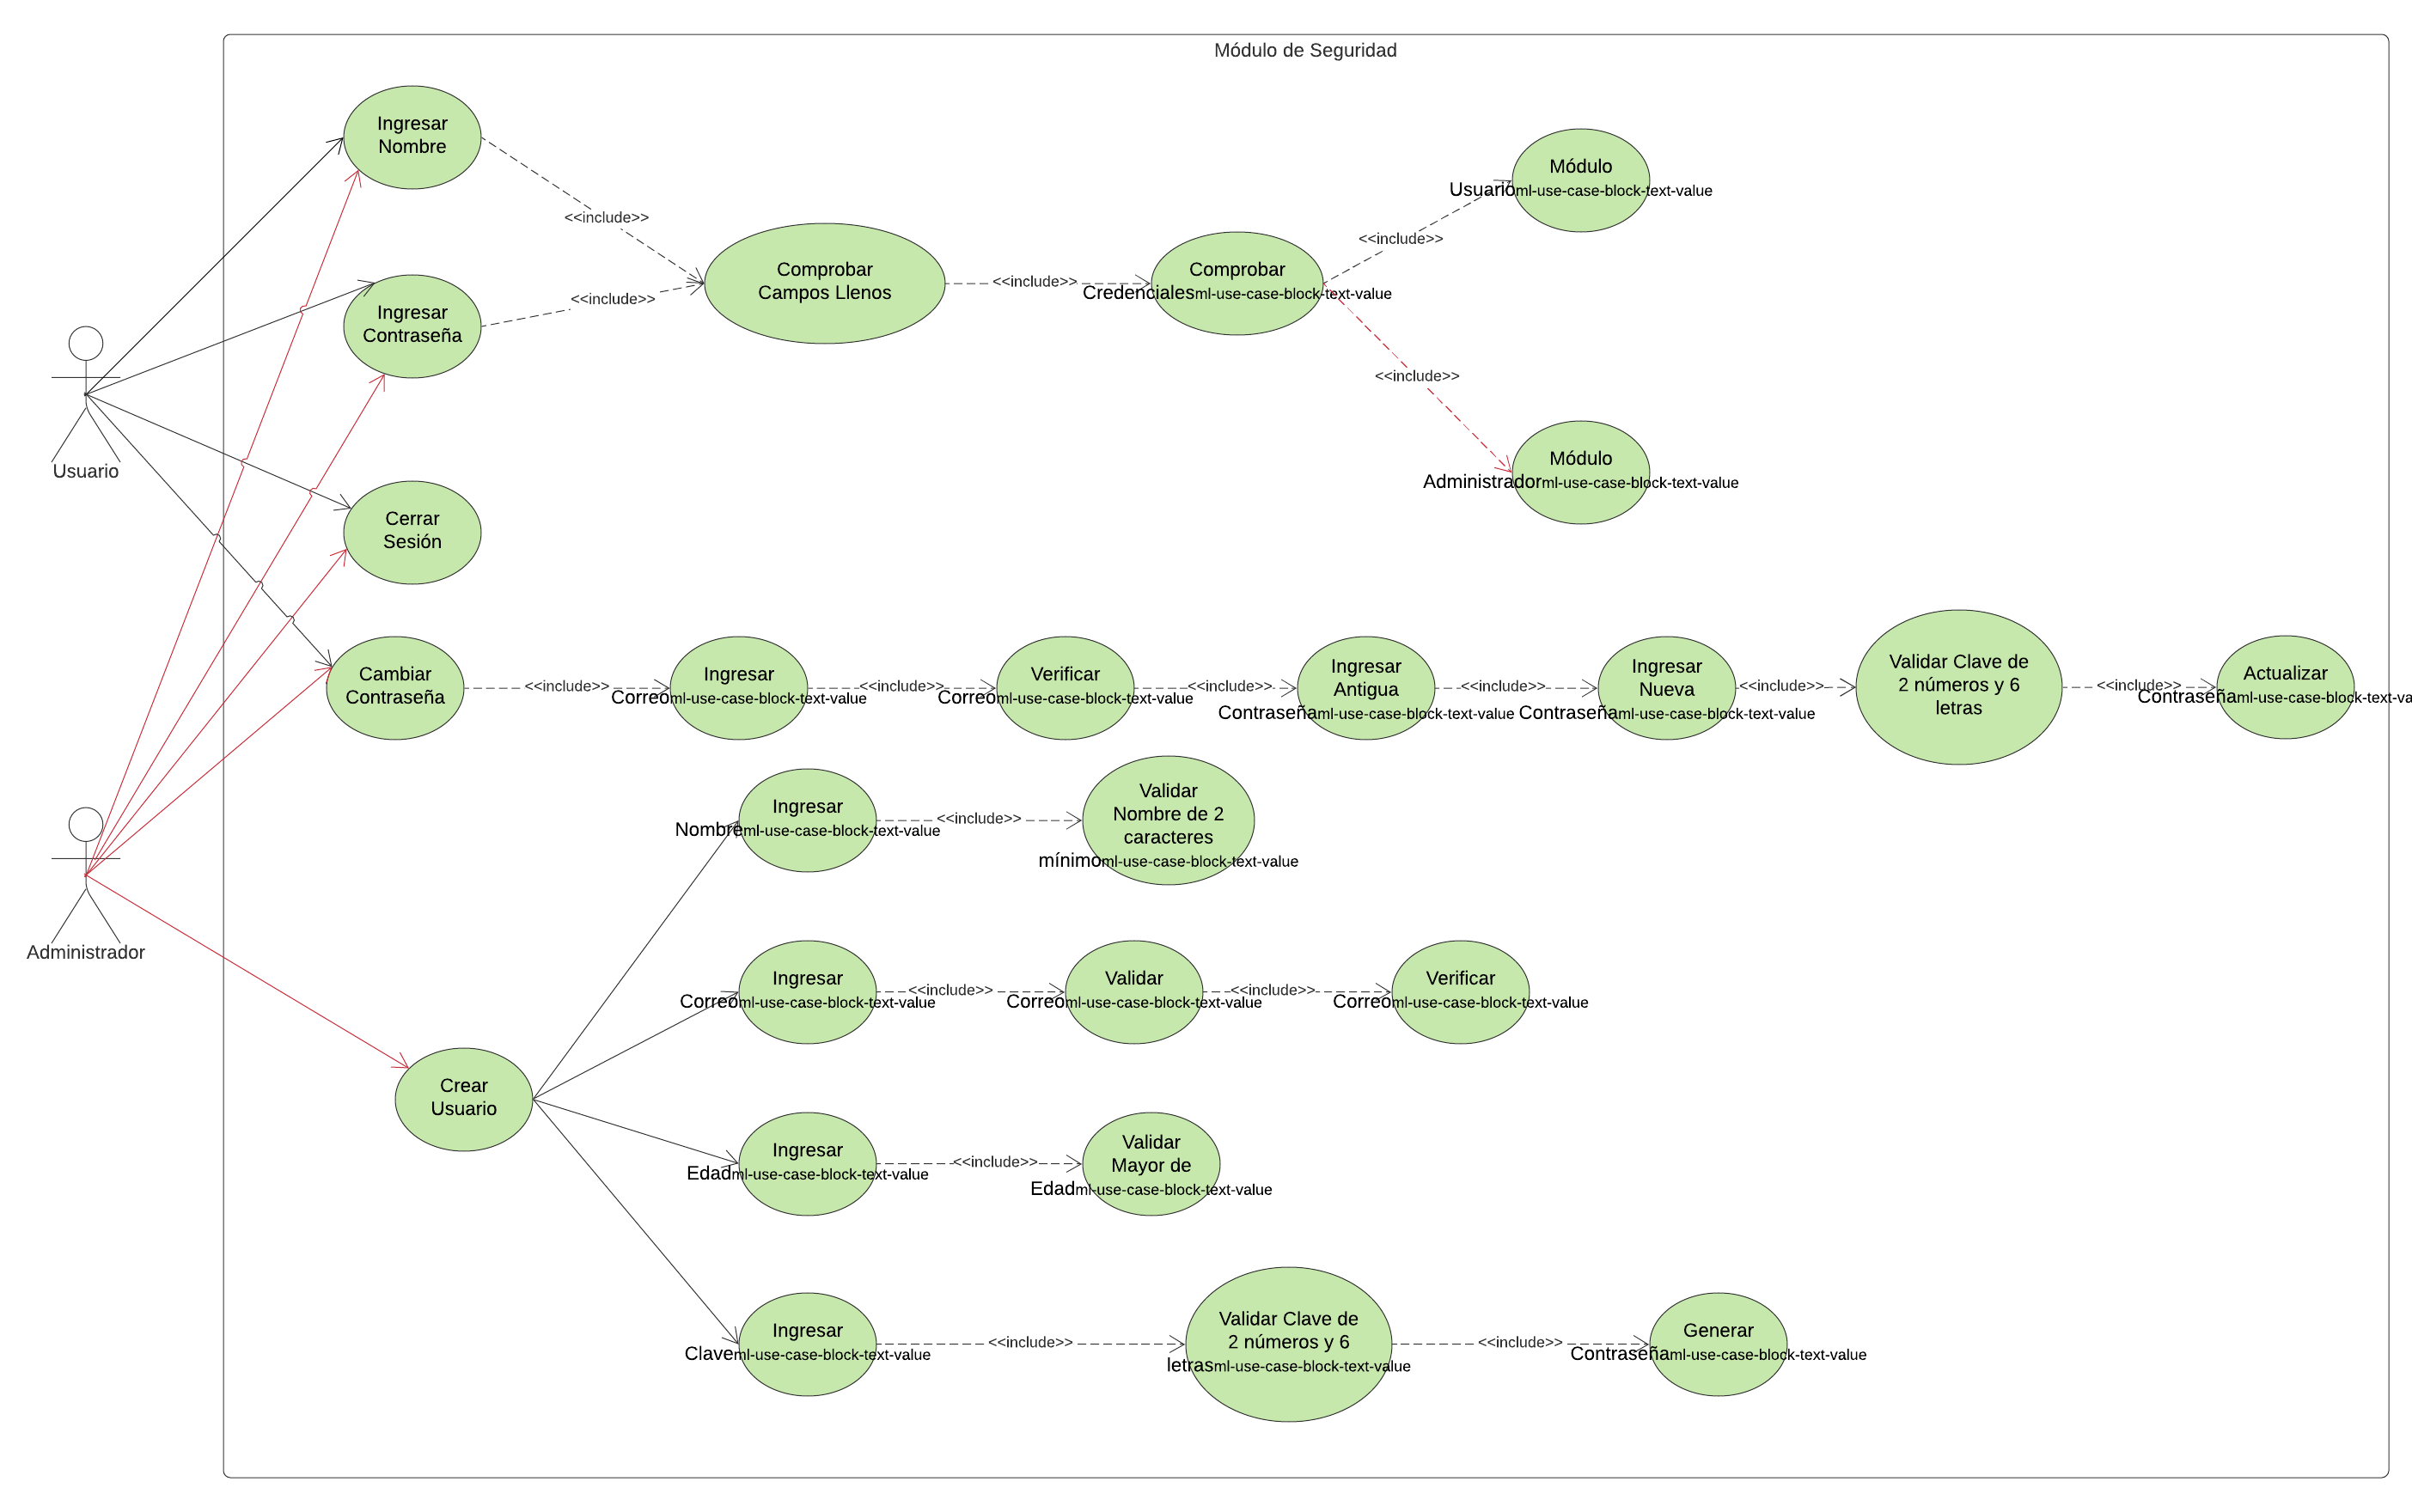 Módulo de Seguridad
Ingresar
Nombre
<<include>>
Ingresar
Contraseña
<<include>>
Comprobar
Campos Llenos
<<include>>
Comprobar
Credencialesml-use-case-block-text-value
<<include>>
Módulo
Usuarioml-use-case-block-text-value
<<include>>
Módulo
Administradorml-use-case-block-text-value
Usuario
Cerrar
Sesión
Cambiar
Contraseña
<<include>>
Ingresar
Correoml-use-case-block-text-value
<<include>>
Verificar
Correoml-use-case-block-text-value
<<include>>
Ingresar
Antigua
Contraseñaml-use-case-block-text-value
<<include>>
Ingresar
Nueva
Contraseñaml-use-case-block-text-value
<<include>>
Validar Clave de
2 números y 6
letras
<<include>>
Actualizar
Contraseñaml-use-case-block-text-va
Administrador
Ingresar
Nombreml-use-case-block-text-value
<<include>>
Validar
Nombre de 2
caracteres
mínimoml-use-case-block-text-value
Ingresar
Correoml-use-case-block-text-value
<<include>>
Validar
Correoml-use-case-block-text-value
<<include>>
Verificar
Correoml-use-case-block-text-value
Crear
Usuario
Ingresar
Edadml-use-case-block-text-value
<<include>>
Validar
Mayor de
Edadml-use-case-block-text-value
Ingresar
Claveml-use-case-block-text-value
<<include>>
Validar Clave de
2 números y 6
letrasml-use-case-block-text-value
<<include>>
Generar
Contraseñaml-use-case-block-text-value